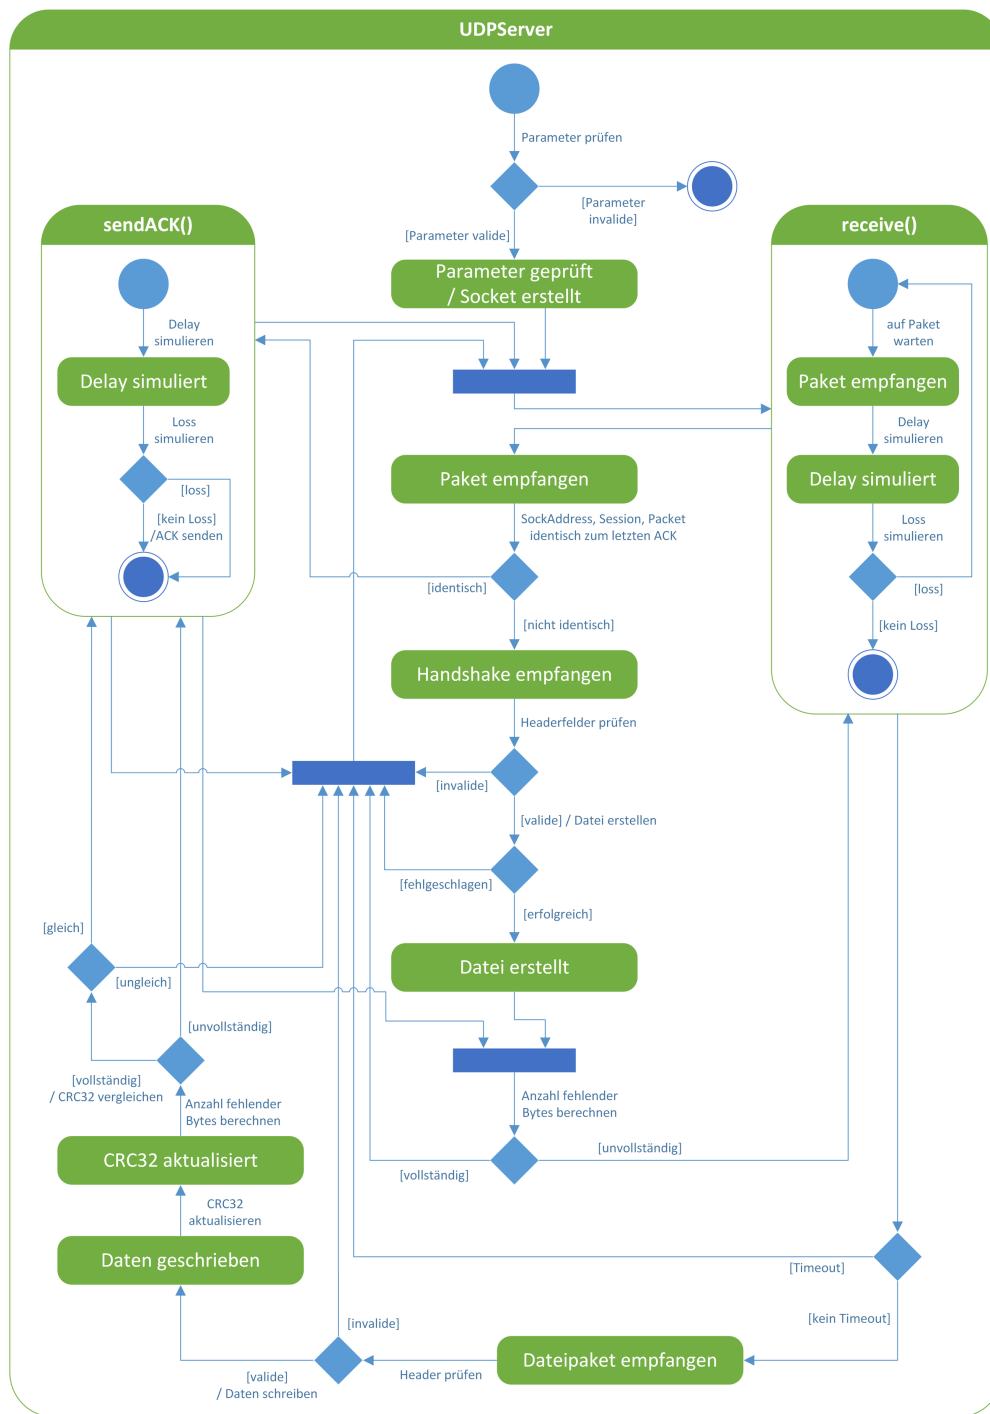 UDPServer
Parameter prüfen
[Parameter
invalide]
[Parameter valide]
Parameter geprüft
/ Socket erstellt
sendACK()
Delay
simulieren
Delay simuliert
Loss
simulieren
[loss]
[kein Loss]
/ACK senden
receive()
auf Paket
warten
Paket empfangen
Delay
simulieren
Delay simuliert
Loss
simulieren
[loss]
[kein Loss]
Paket empfangen
SockAddress, Session, Packet
identisch zum letzten ACK
[identisch]
[nicht identisch]
Handshake empfangen
Headerfelder prüfen
[invalide]
[valide] / Datei erstellen
[fehlgeschlagen]
[erfolgreich]
Datei erstellt
Anzahl fehlender
Bytes berechnen
[unvollständig]
[vollständig]
[gleich]
[ungleich]
[unvollständig]
[vollständig]
/ CRC32 vergleichen
Anzahl fehlender
Bytes berechnen
CRC32 aktualisiert
CRC32
aktualisieren
Daten geschrieben
[Timeout]
[kein Timeout]
[invalide]
[valide]
/ Daten schreiben
Header prüfen
Dateipaket empfangen